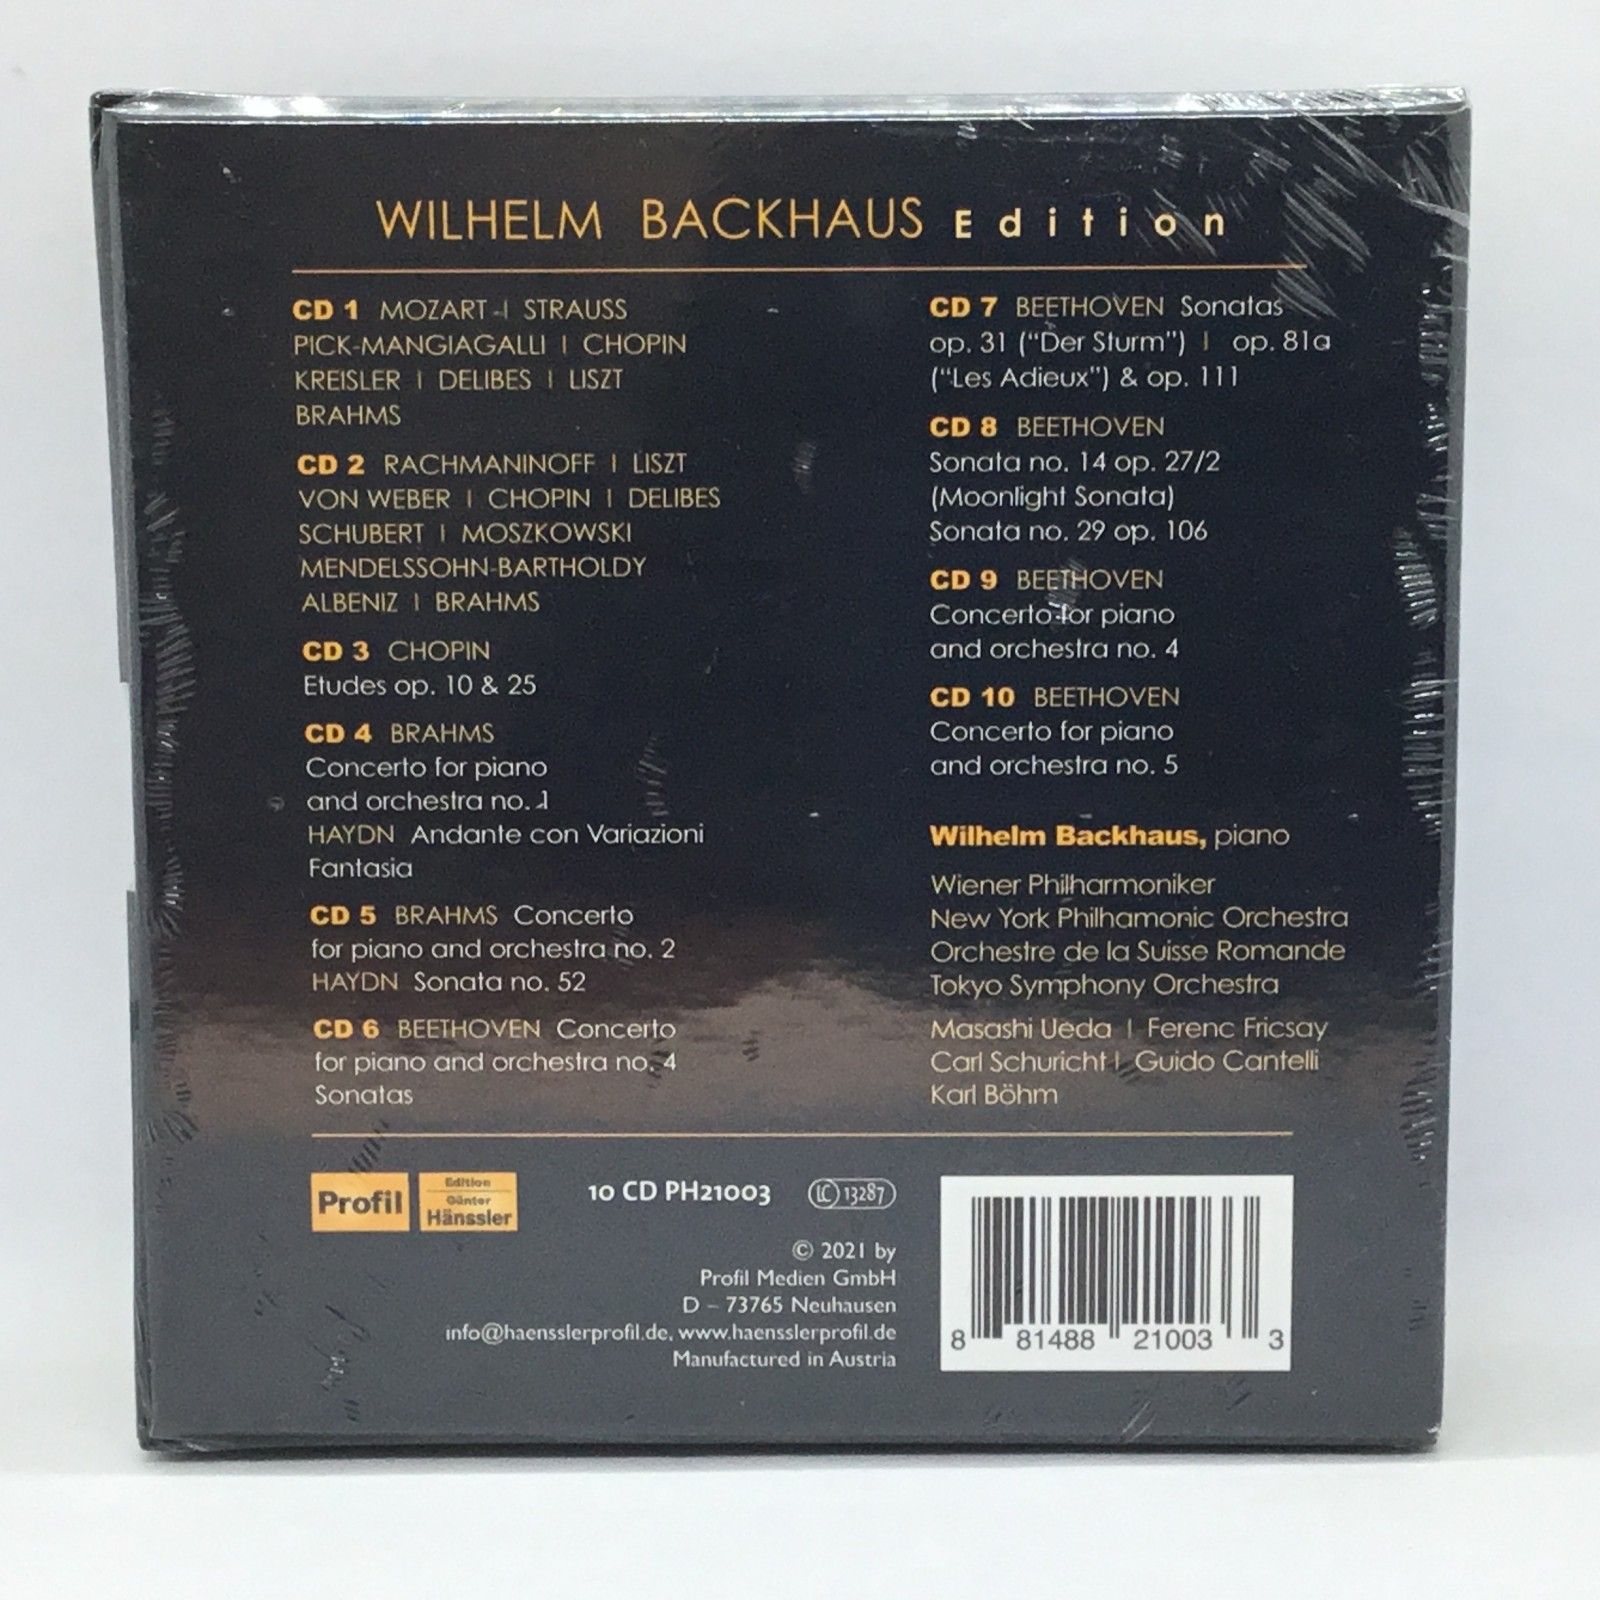 WILHELM BACKHAUS Edition
CD 1 MOZART | STRAUSS
PICK-MANGIAGALLI | CHOPIN
KREISLER | DELIBES | LISZT
BRAHMS
CD 2 RACHMANINOFF | LISZT
VON WEBER | CHOPIN | DELIBES
SCHUBERT | MOSZKOWSKI
MENDELSSOHN-BARTHOLDY
ALBENIZ | BRAHMS
CD 3 CHOPIN
Etudes op. 10 & 25
CD 4 BRAHMS
Concerto for piano
and orchestra no. 1
HAYDN Andante con Variazioni
Fantasia
CD 5 BRAHMS Concerto
for piano and orchestra no. 2
HAYDN Sonata no. 52
CD 6 BEETHOVEN Concerto
for piano and orchestra no. 4
Sonatas
CD 7 BEETHOVEN Sonatas
op. 31 ("Der Sturm") | op. 81a
("Les Adieux") & op. 111
CD 8 BEETHOVEN
Sonata no. 14 op. 27/2
(Moonlight Sonata)
Sonata no. 29 op. 106
CD 9 BEETHOVEN
Concerto for piano
and orchestra no. 4
CD 10 BEETHOVEN
Concerto for piano
and orchestra no. 5
Wilhelm Backhaus, piano
Wiener Philharmoniker
New York Philhamonic Orchestra
Orchestre de la Suisse Romande
Tokyo Symphony Orchestra
Masashi Ueda | Ferenc Fricsay
Carl Schuricht | Guido Cantelli
Karl Böhm
Profil
Edition
Günter
Hänssler
10 CD PH21003
LC 13287
© 2021 by
Profil Medien GmbH
D – 73765 Neuhausen
info@haensslerprofil.de, www.haensslerprofil.de
Manufactured in Austria
8 81488 21003 3